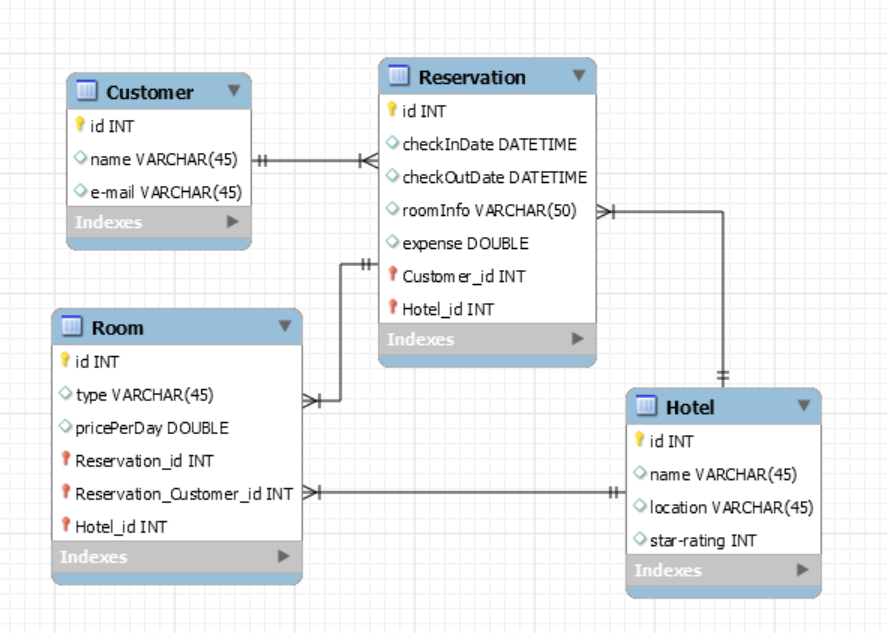 Customer
id INT
name VARCHAR(45)
e-mail VARCHAR(45)
Indexes
Reservation
id INT
checkInDate DATETIME
checkOutDate DATETIME
roomInfo VARCHAR(50)
expense DOUBLE
Customer_id INT
Hotel_id INT
Indexes
Room
id INT
type VARCHAR(45)
pricePerDay DOUBLE
Reservation_id INT
Reservation_Customer_id INT
Hotel_id INT
Indexes
Hotel
id INT
name VARCHAR(45)
location VARCHAR(45)
star-rating INT
Indexes